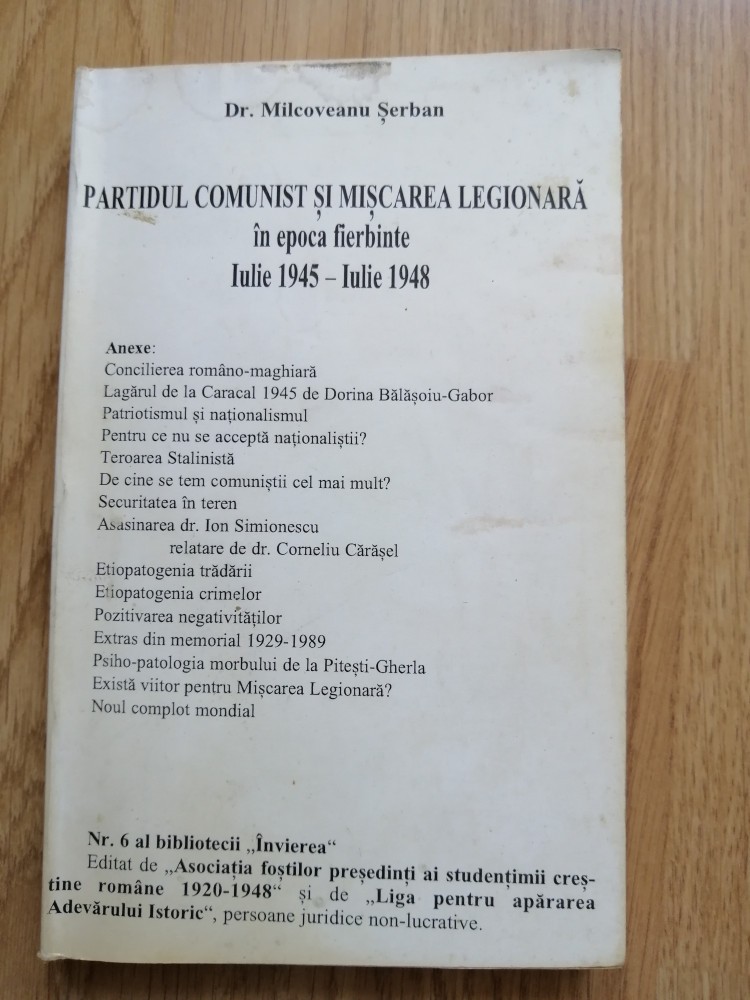 Dr. Milcoveanu Șerban
PARTIDUL COMUNIST ȘI MIȘCAREA LEGIONARĂ
în epoca fierbinte
Iulie 1945 – Iulie 1948
Anexe:
Concilierea româno-maghiară
Lagărul de la Caracal 1945 de Dorina Bălășoiu-Gabor
Patriotismul și naționalismul
Pentru ce nu se acceptă naționaliștii?
Teroarea Stalinistă
De cine se tem comuniștii cel mai mult?
Securitatea în teren
Asasinarea dr. Ion Simionescu
relatare de dr. Corneliu Cărășel
Etiopatogenia trădării
Etiopatogenia crimelor
Pozitivarea negativităților
Extras din memorial 1929-1989
Psiho-patologia morbului de la Pitești-Gherla
Există viitor pentru Mișcarea Legionară?
Noul complot mondial
Nr. 6 al bibliotecii „Învierea“
Editat de „Asociația foștilor președinți ai studențimii creș-
tine române 1920-1948“ și de „Liga pentru apărarea
Adevărului Istoric“, persoane juridice non-lucrative.